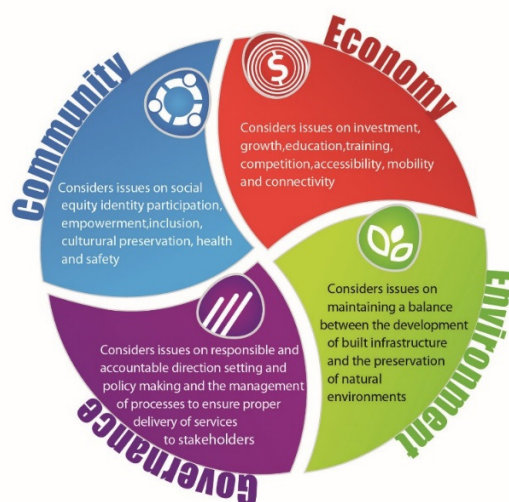 Community
Considers issues on social
equity identity participation,
empowerment,inclusion,
culturural preservation, health
and safety
Economy
$
Considers issues on investment,
growth,education,training,
competition,accessibility, mobility
and connectivity
Environment
Considers issues on
maintaining a balance
between the development
of built infrastructure
and the preservation
of natural
environments
Governance
Considers issues on responsible and
accountable direction setting and
policy making and the management
of processes to ensure proper
delivery of services
to stakeholders